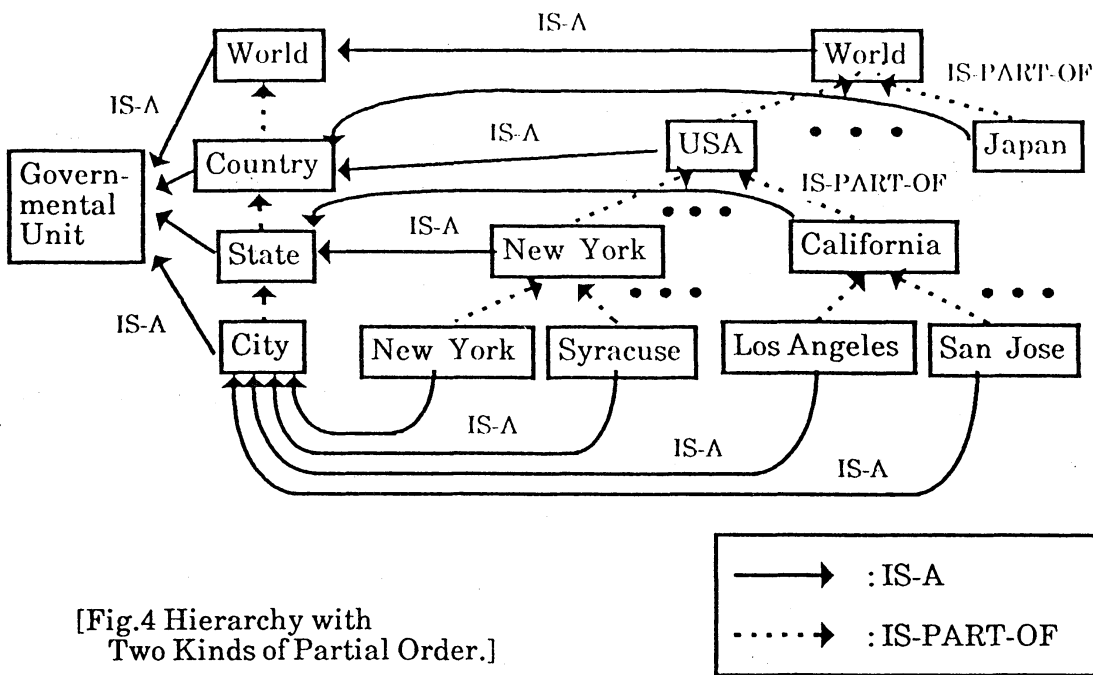 IS-A
World
World
IS-PART-OF
IS-A
USA
Japan
IS-A
Country
Govern-
mental
Unit
IS-PART-OF
State
IS-A
New York
California
IS-A
City
New York
Syracuse
Los Angeles
San Jose
IS-A
IS-A
IS-A
: IS-A
: IS-PART-OF
[Fig.4 Hierarchy with
Two Kinds of Partial Order.]